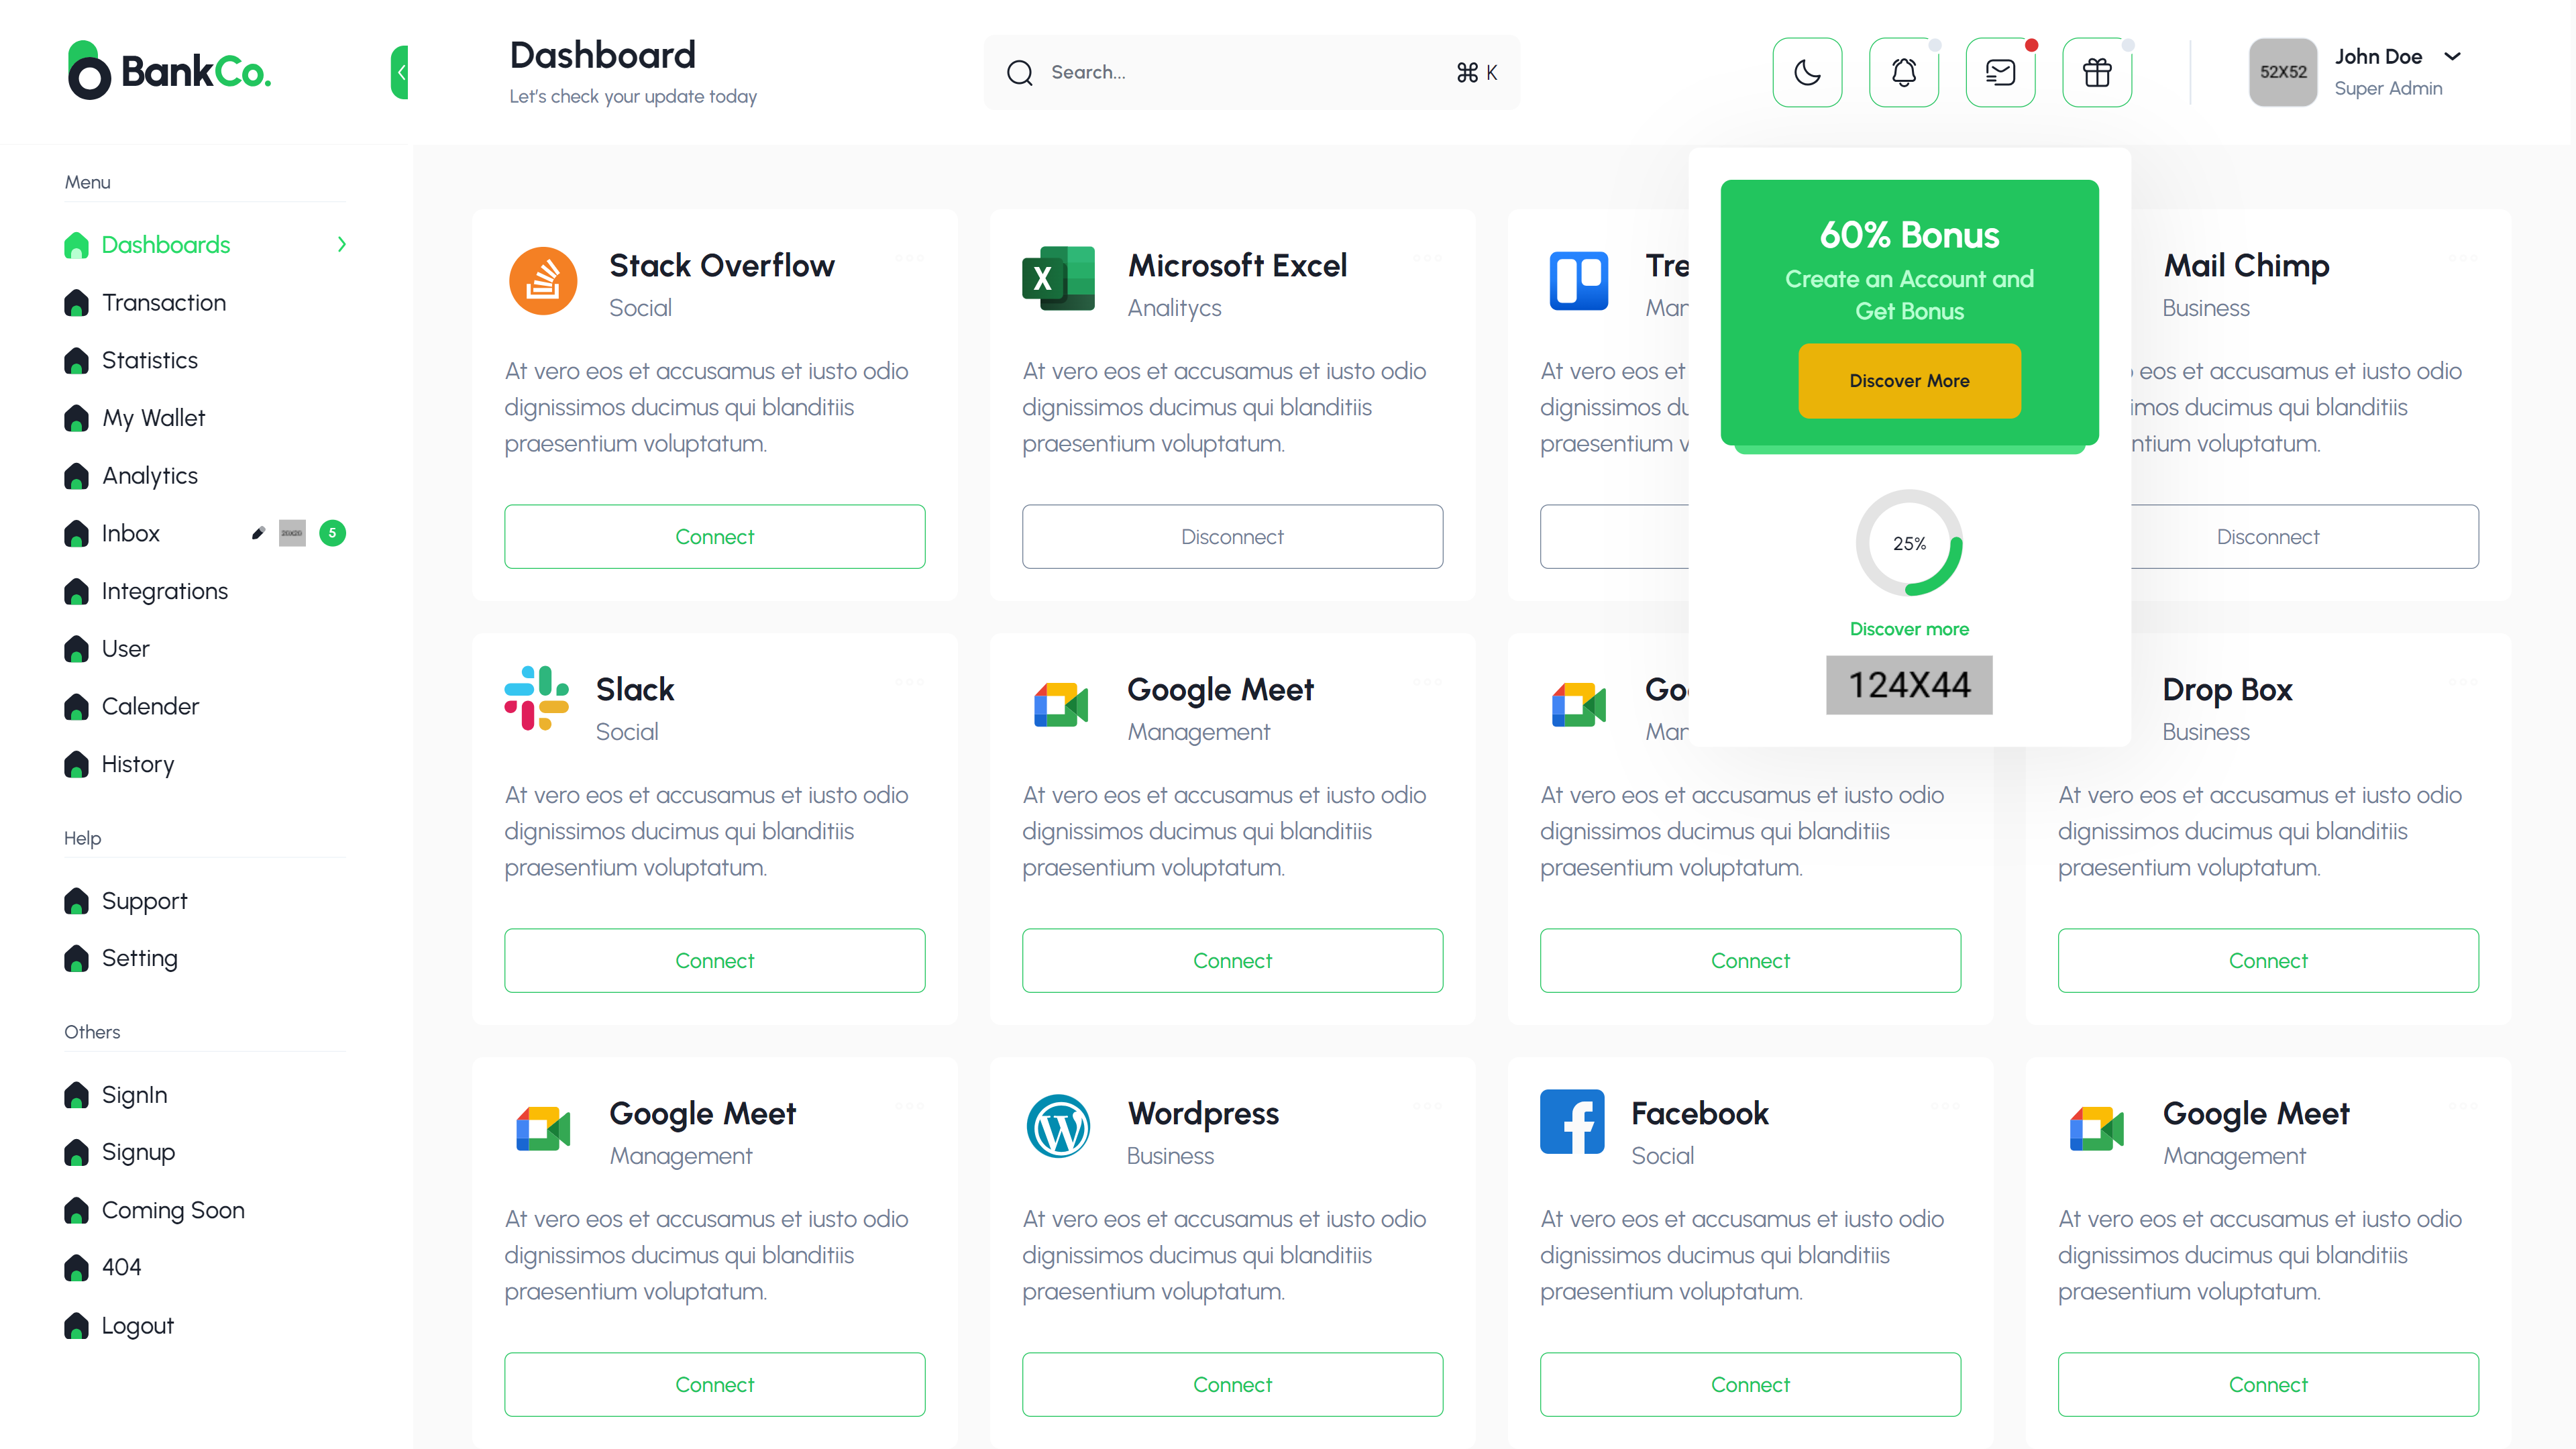 BankCo.
Dashboard
Let's check your update today
Search...
⌘ K
52X52
John Doe
Super Admin
Menu
Dashboards
Transaction
Statistics
My Wallet
Analytics
Inbox
5
Integrations
User
Calender
History
Help
Support
Setting
Others
SignIn
Signup
Coming Soon
404
Logout
Stack Overflow
Social
At vero eos et accusamus et iusto odio
dignissimos ducimus qui blanditiis
praesentium voluptatum.
Connect
Microsoft Excel
Analitycs
At vero eos et accusamus et iusto odio
dignissimos ducimus qui blanditiis
praesentium voluptatum.
Disconnect
Tre
Man
At vero eos et
dignissimos du
praesentium v
60% Bonus
Create an Account and
Get Bonus
Discover More
25%
Discover more
124X44
Mail Chimp
Business
eos et accusamus et iusto odio
imos ducimus qui blanditiis
ntium voluptatum.
Disconnect
Slack
Social
At vero eos et accusamus et iusto odio
dignissimos ducimus qui blanditiis
praesentium voluptatum.
Connect
Google Meet
Management
At vero eos et accusamus et iusto odio
dignissimos ducimus qui blanditiis
praesentium voluptatum.
Connect
Goo
Man
At vero eos et accusamus et iusto odio
dignissimos ducimus qui blanditiis
praesentium voluptatum.
Connect
Drop Box
Business
At vero eos et accusamus et iusto odio
dignissimos ducimus qui blanditiis
praesentium voluptatum.
Connect
Google Meet
Management
At vero eos et accusamus et iusto odio
dignissimos ducimus qui blanditiis
praesentium voluptatum.
Connect
Wordpress
Business
At vero eos et accusamus et iusto odio
dignissimos ducimus qui blanditiis
praesentium voluptatum.
Connect
Facebook
Social
At vero eos et accusamus et iusto odio
dignissimos ducimus qui blanditiis
praesentium voluptatum.
Connect
Google Meet
Management
At vero eos et accusamus et iusto odio
dignissimos ducimus qui blanditiis
praesentium voluptatum.
Connect